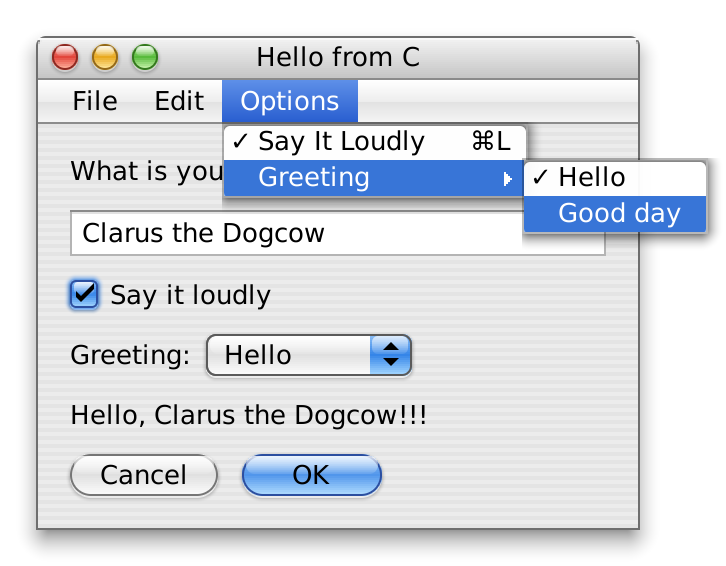 Hello from C
File Edit Options
✓ Say It Loudly ⌘L
Greeting
✓ Hello
Good day
What is you
Clarus the Dogcow
Say it loudly
Greeting: Hello
Hello, Clarus the Dogcow!!!
Cancel OK